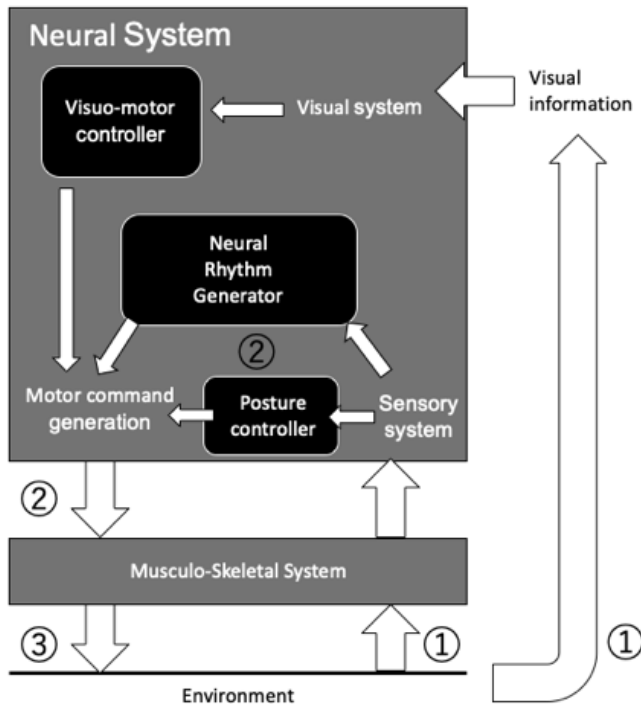 Neural System
Visual
information
Visuo-motor
controller
Visual system
Neural
Rhythm
Generator
②
Motor command
generation
Posture
controller
Sensory
system
②
Musculo-Skeletal System
③
①
①
Environment